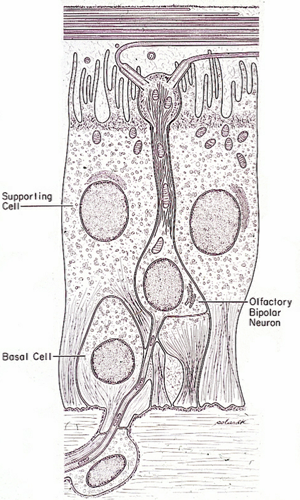 Supporting
Cell
Olfactory
Bipolar
Neuron
Basal Cell